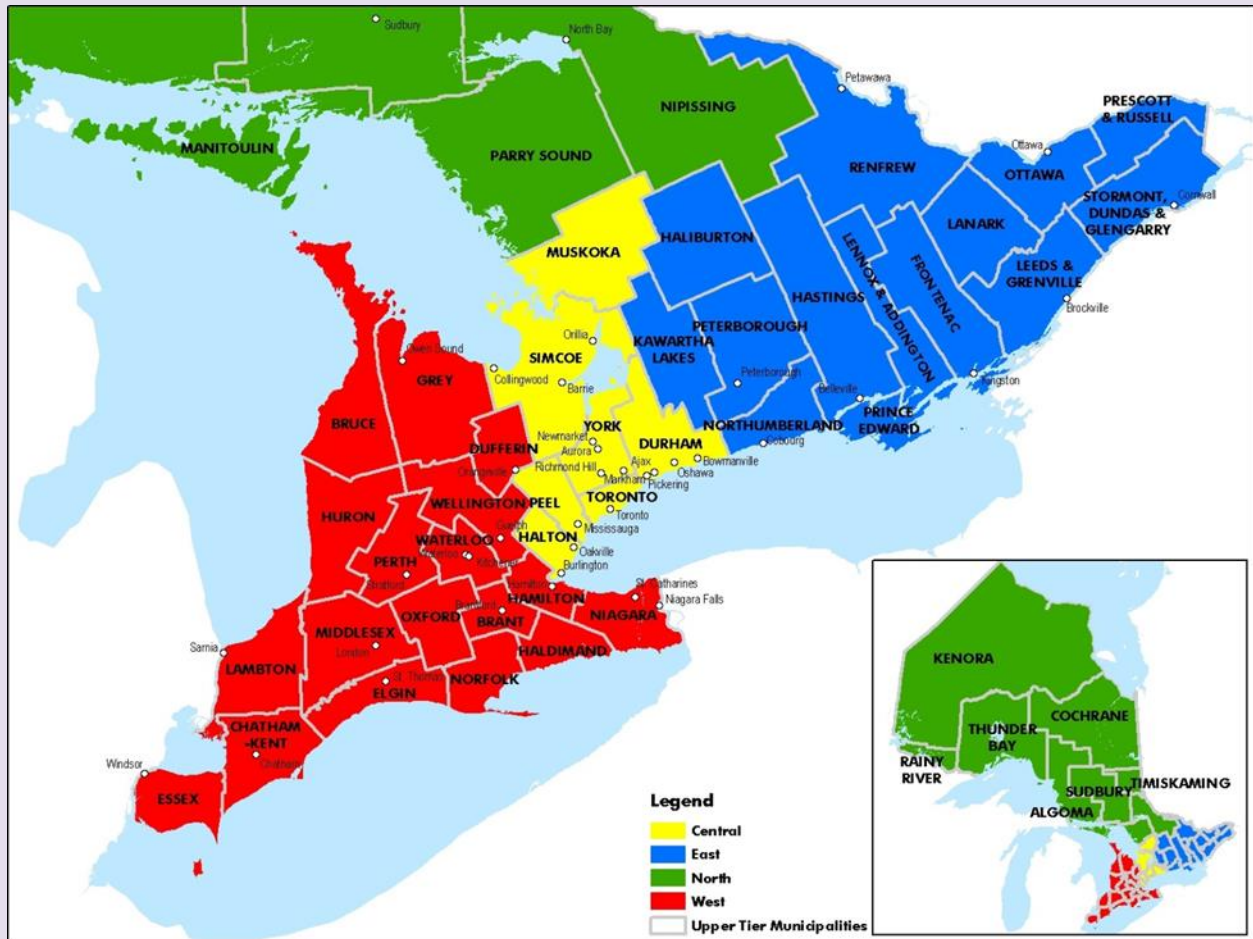 Sudbury
North Bay
NIPISSING
Petawawa
PRESCOTT
& RUSSELL
MANITOULIN
PARRY SOUND
RENFREW
Ottawa
OTTAWA
STORMONT,
DUNDAS &
GLENGARRY
Cornwall
LANARK
MUSKOKA
HALIBURTON
LENNOX & ADDINGTON
FRONTENAC
LEEDS &
GRENVILLE
Brockville
HASTINGS
PETERBOROUGH
KAWARTHA
LAKES
Orillia
SIMCOE
Owen Sound
GREY
Collingwood
Barrie
Peterborough
Belleville
Kingston
PRINCE
EDWARD
BRUCE
YORK
NORTHUMBERLAND
Cobourg
Newmarket
Aurora
DURHAM
DUFFERIN
Orangeville
Richmond Hill
Ajax
Bowmanville
Oshawa
Markham
Pickering
WELLINGTON
PEEL
TORONTO
Toronto
HURON
Guelph
Mississauga
WATERLOO
HALTON
Waterloo
Kitchener
Oakville
PERTH
Stratford
Burlington
Hamilton
HAMILTON
St. Catharines
Niagara Falls
NIAGARA
OXFORD
Brantford
BRANT
MIDDLESEX
London
HALDIMAND
Sarnia
LAMBTON
St. Thomas
ELGIN
NORFOLK
CHATHAM
-KENT
Chatham
Windsor
ESSEX
Legend
Central
East
North
West
Upper Tier Municipalities
KENORA
COCHRANE
THUNDER
BAY
RAINY
RIVER
TIMISKAMING
SUDBURY
ALGOMA